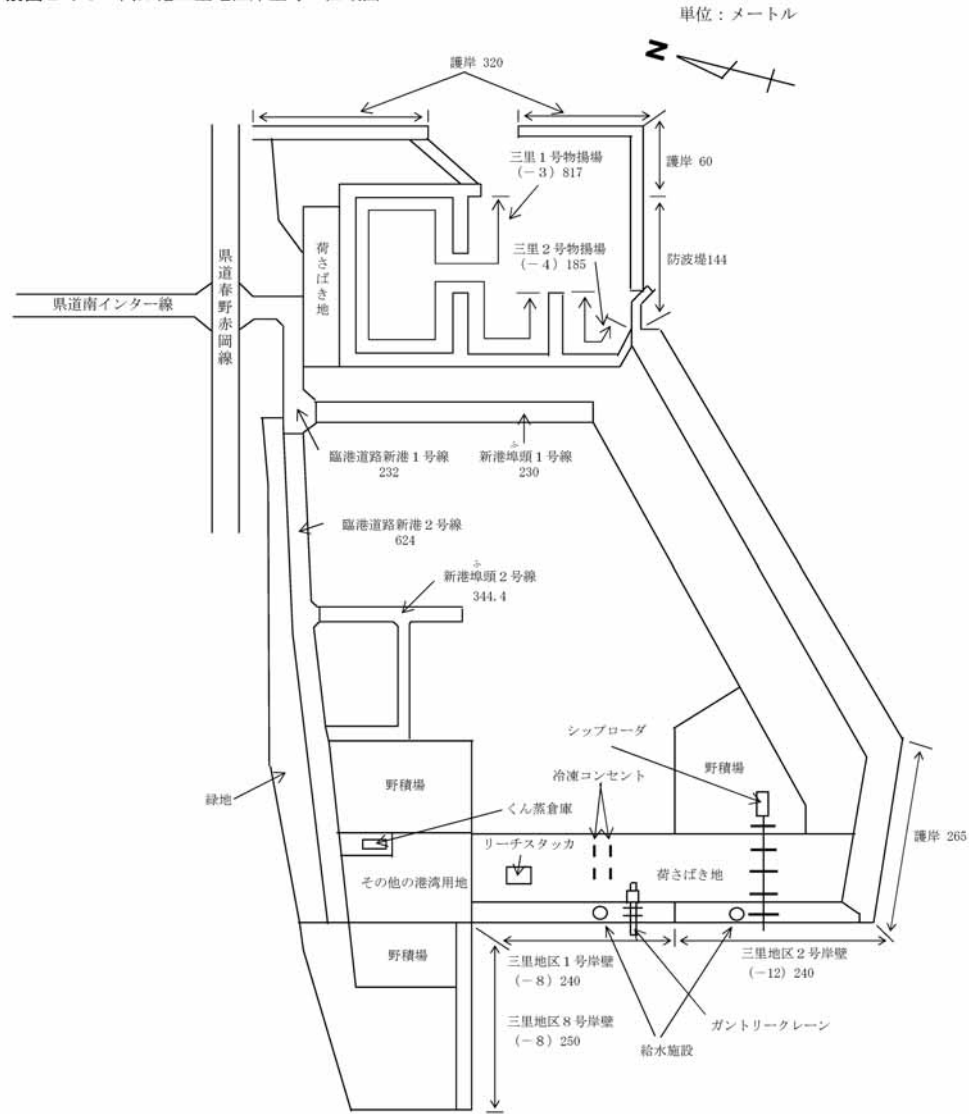 単位：メートル
N
護岸 320
三里１号物揚場
(－3) 817
護岸 60
三里２号物揚場
(－4) 185
防波堤144
荷さばき地
県道春野赤岡線
県道南インター線
臨港道路新港１号線
232
ふ
新港埠頭１号線
230
臨港道路新港２号線
624
ふ
新港埠頭２号線
344.4
シップローダ
野積場
冷凍コンセント
野積場
緑地
くん蒸倉庫
リーチスタッカ
護岸 265
その他の港湾用地
荷さばき地
野積場
三里地区１号岸壁
(－8) 240
三里地区２号岸壁
(－12) 240
三里地区８号岸壁
(－8) 250
ガントリークレーン
給水施設